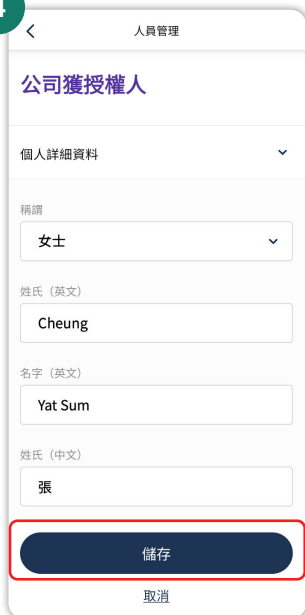 4
人員管理
公司獲授權人
個人詳細資料
稱謂
女士
姓氏（英文）
Cheung
名字（英文）
Yat Sum
姓氏（中文）
張
儲存
取消